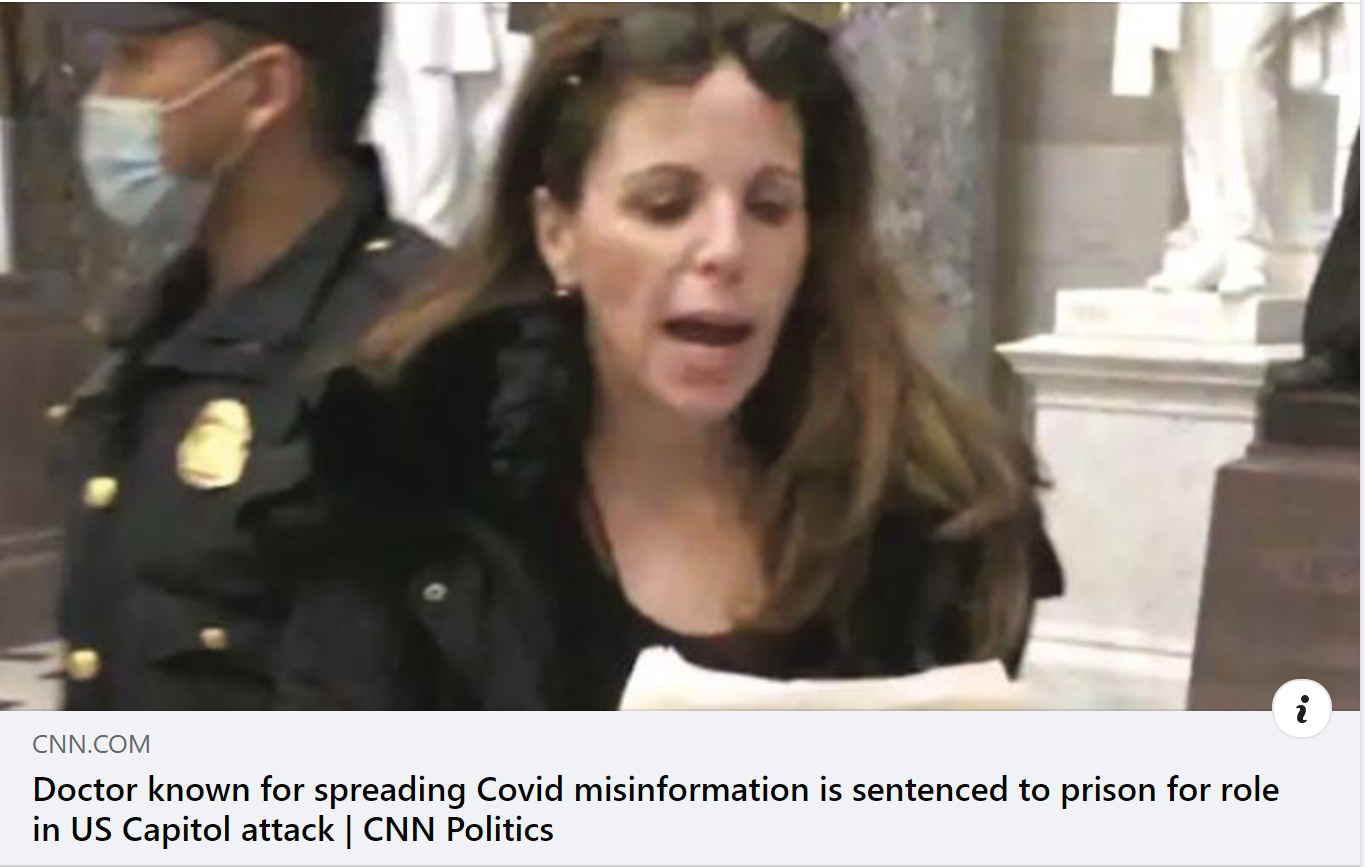 CNN.COM
Doctor known for spreading Covid misinformation is sentenced to prison for role
in US Capitol attack | CNN Politics